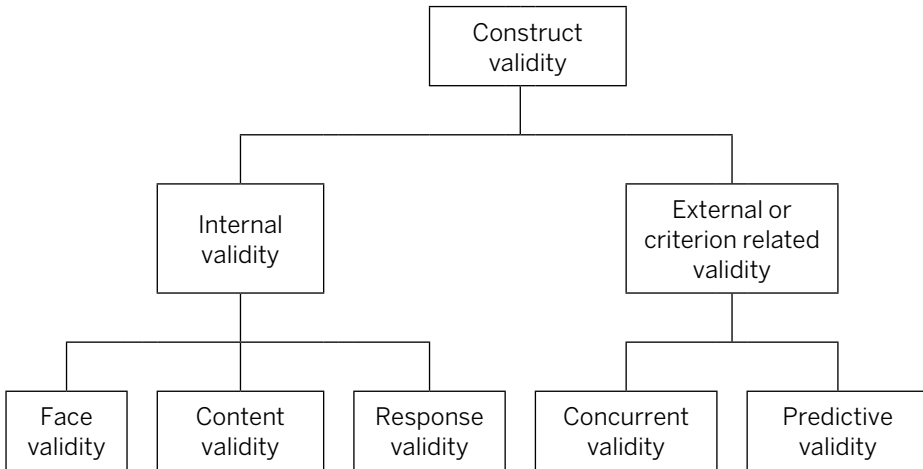 Construct
validity
Internal
validity
External or
criterion related
validity
Face
validity
Content
validity
Response
validity
Concurrent
validity
Predictive
validity